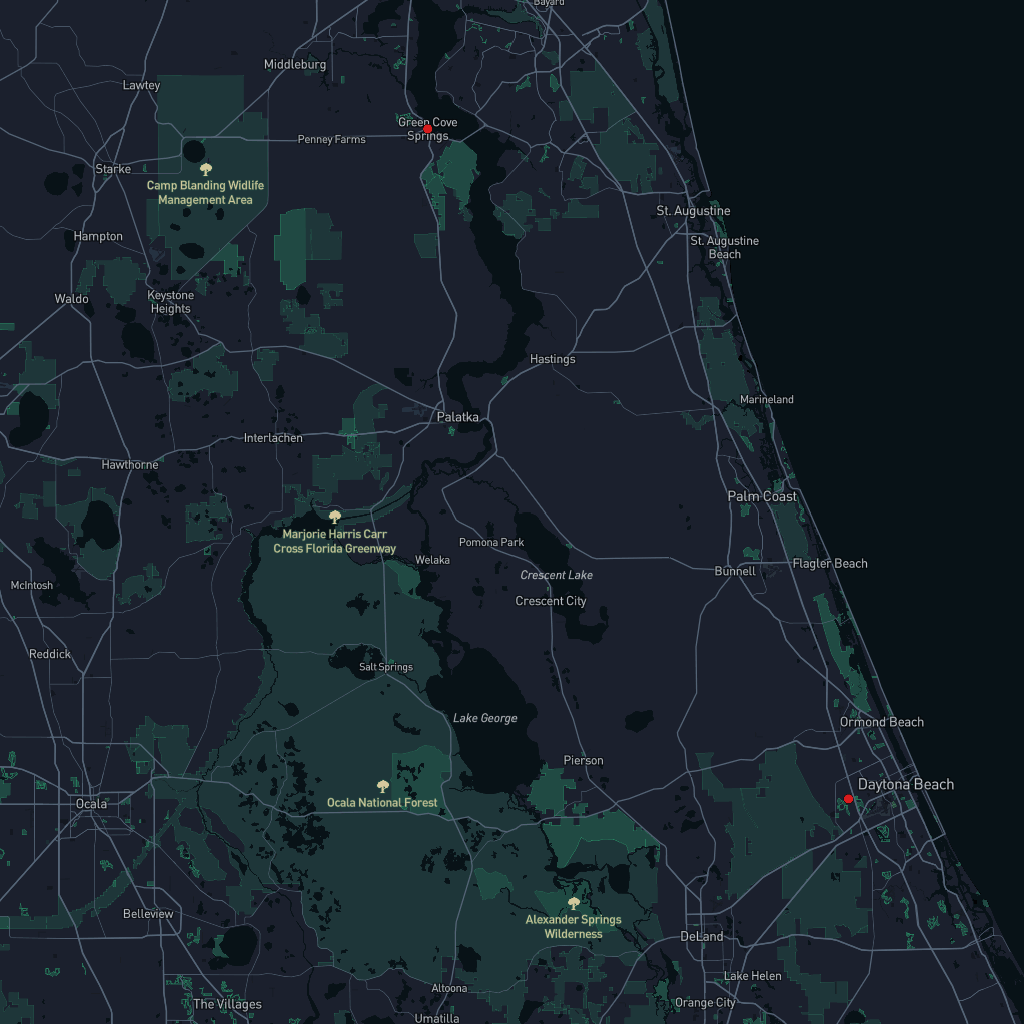 Bayard
Middleburg
Lawtey
Green Cove
Springs
Penney Farms
Starke
Camp Blanding Widlife
Management Area
St. Augustine
Hampton
St. Augustine
Beach
Waldo
Keystone
Heights
Hastings
Marineland
Palatka
Interlachen
Hawthorne
Palm Coast
Marjorie Harris Carr
Cross Florida Greenway
Pomona Park
Welaka
Flagler Beach
Bunnell
Crescent Lake
McIntosh
Crescent City
Reddick
Salt Springs
Lake George
Ormond Beach
Pierson
Daytona Beach
Ocala National Forest
Ocala
Belleview
Alexander Springs
Wilderness
DeLand
Lake Helen
Altoona
Orange City
The Villages
Umatilla